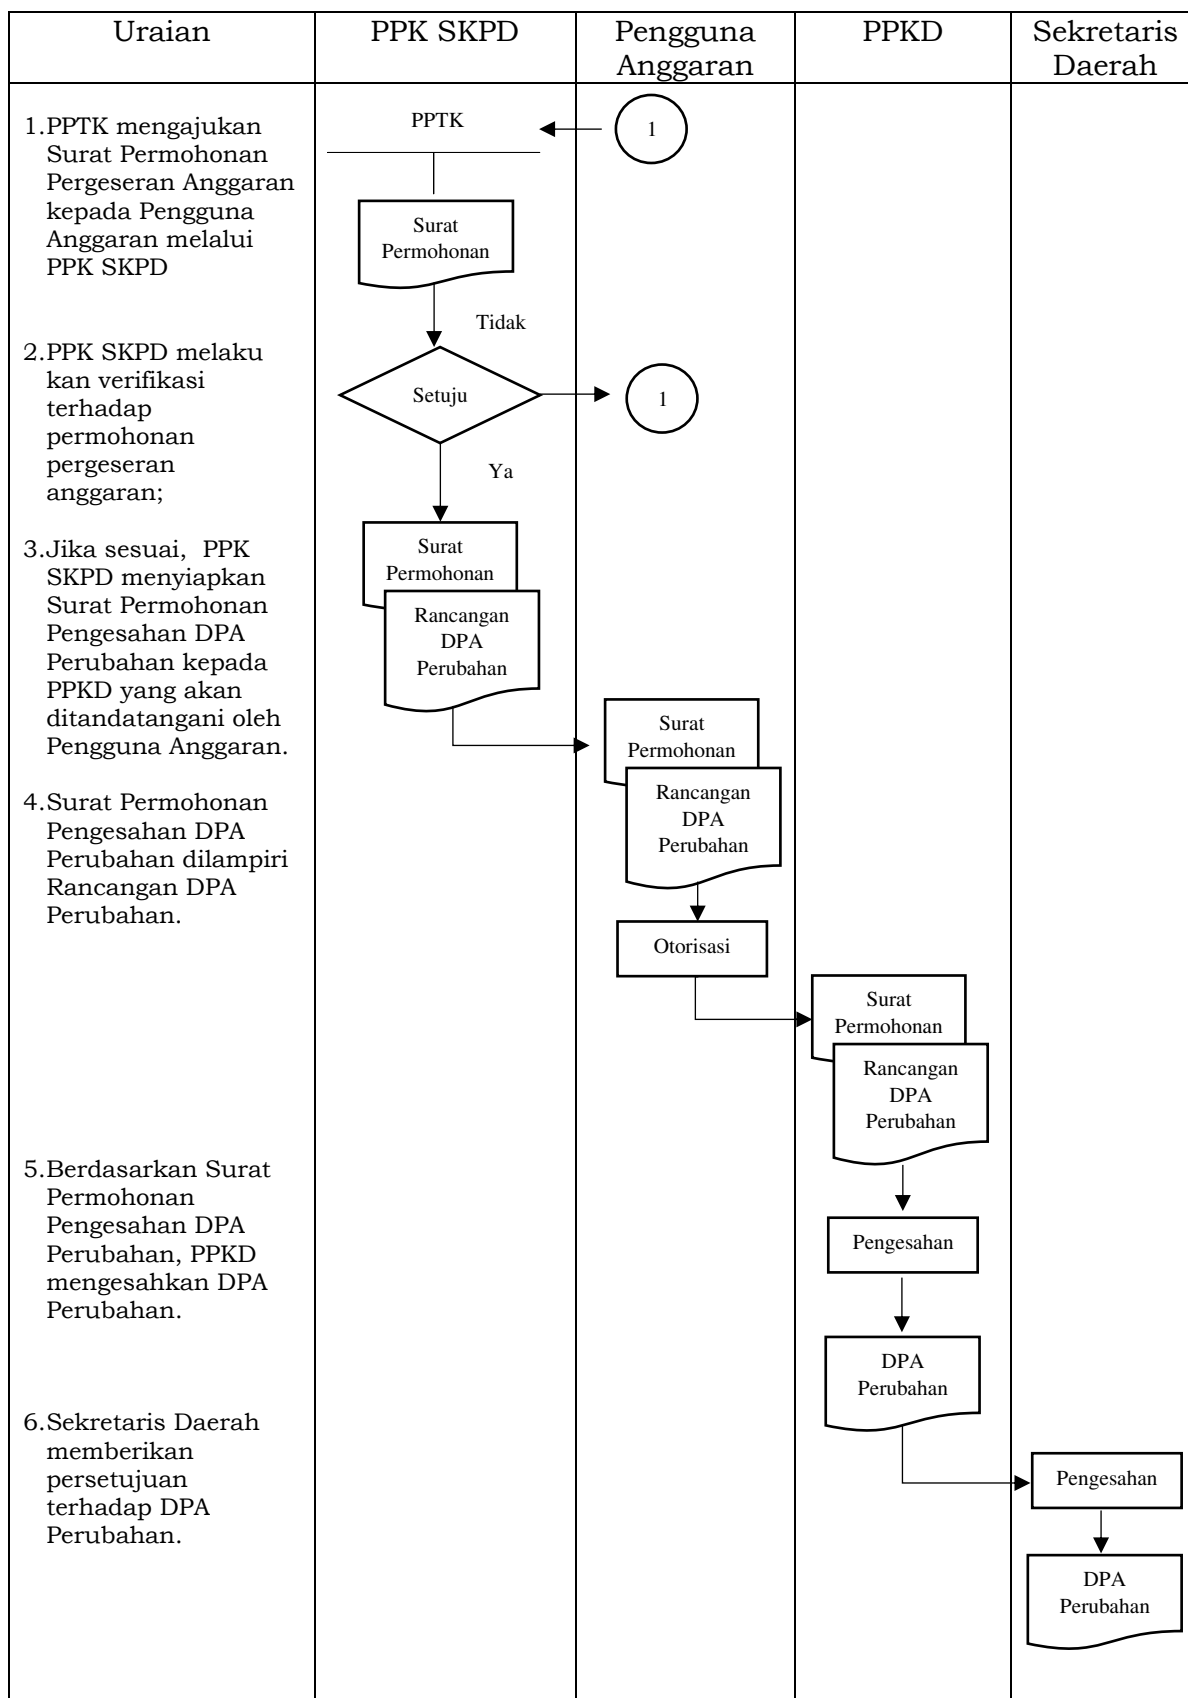 Uraian
PPK SKPD
Pengguna
Anggaran
PPKD
Sekretaris
Daerah
1.PPTK mengajukan
Surat Permohonan
Pergeseran Anggaran
kepada Pengguna
Anggaran melalui
PPK SKPD
2.PPK SKPD melaku
kan verifikasi
terhadap
permohonan
pergeseran
anggaran;
3.Jika sesuai, PPK
SKPD menyiapkan
Surat Permohonan
Pengesahan DPA
Perubahan kepada
PPKD yang akan
ditandatangani oleh
Pengguna Anggaran.
4.Surat Permohonan
Pengesahan DPA
Perubahan dilampiri
Rancangan DPA
Perubahan.
5.Berdasarkan Surat
Permohonan
Pengesahan DPA
Perubahan, PPKD
mengesahkan DPA
Perubahan.
6.Sekretaris Daerah
memberikan
persetujuan
terhadap DPA
Perubahan.
PPTK
1
Surat
Permohonan
Tidak
Setuju
1
Ya
Surat
Permohonan
Rancangan
DPA
Perubahan
Surat
Permohonan
Rancangan
DPA
Perubahan
Otorisasi
Surat
Permohonan
Rancangan
DPA
Perubahan
Pengesahan
DPA
Perubahan
Pengesahan
DPA
Perubahan